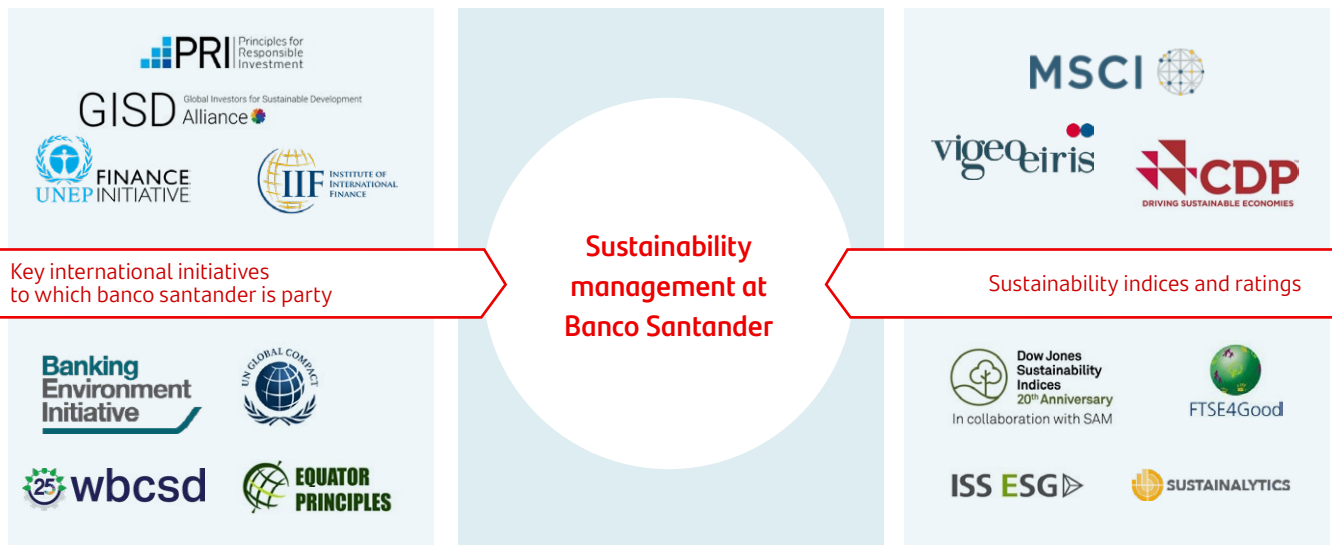 PRI
Principles for
Responsible
Investment
GISD
Global Investors for Sustainable Development
Alliance
UNEP
FINANCE
INITIATIVE
IIF
INSTITUTE OF
INTERNATIONAL
FINANCE
Key international initiatives
to which banco santander is party
Banking
Environment
Initiative
UN GLOBAL COMPACT
25
wbcsd
EQUATOR
PRINCIPLES
Sustainability
management at
Banco Santander
MSCI
vigeoeiris
CDP
DRIVING SUSTAINABLE ECONOMIES
Sustainability indices and ratings
Dow Jones
Sustainability
Indices
20th Anniversary
In collaboration with SAM
FTSE4Good
ISS ESG
SUSTAINALYTICS